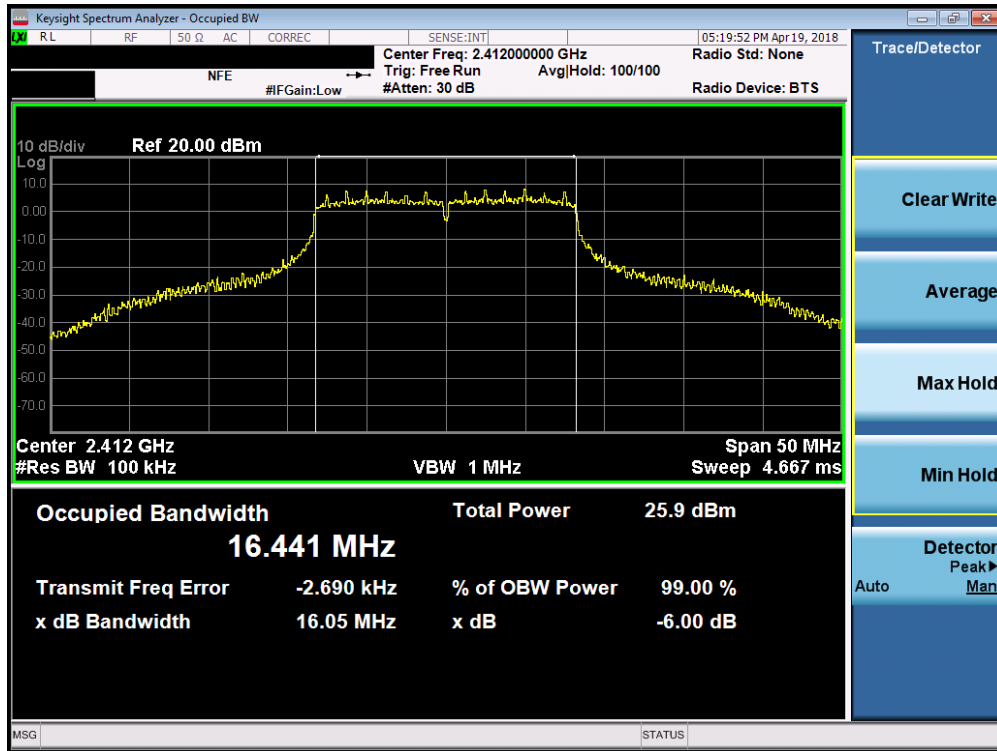 Keysight Spectrum Analyzer - Occupied BW
LXI RL RF 50 Ω AC CORREC SENSE:INT 05:19:52 PM Apr 19, 2018
Center Freq: 2.412000000 GHz Radio Std: None
NFE Trig: Free Run Avg|Hold: 100/100
#IFGain:Low #Atten: 30 dB Radio Device: BTS
10 dB/div Ref 20.00 dBm
Log
10.0
0.00
-10.0
-20.0
-30.0
-40.0
-50.0
-60.0
-70.0
Center 2.412 GHz Span 50 MHz
#Res BW 100 kHz VBW 1 MHz Sweep 4.667 ms
Occupied Bandwidth Total Power 25.9 dBm
16.441 MHz
Transmit Freq Error -2.690 kHz % of OBW Power 99.00 %
x dB Bandwidth 16.05 MHz x dB -6.00 dB
Trace/Detector
Clear Write
Average
Max Hold
Min Hold
Detector
Peak▶
Auto Man
MSG STATUS